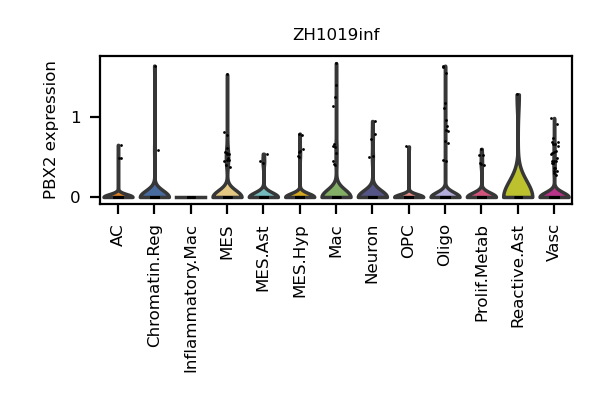 ZH1019inf
PBX2 expression
1
0
AC
Chromatin.Reg
Inflammatory.Mac
MES
MES.Ast
MES.Hyp
Mac
Neuron
OPC
Oligo
Prolif.Metab
Reactive.Ast
Vasc